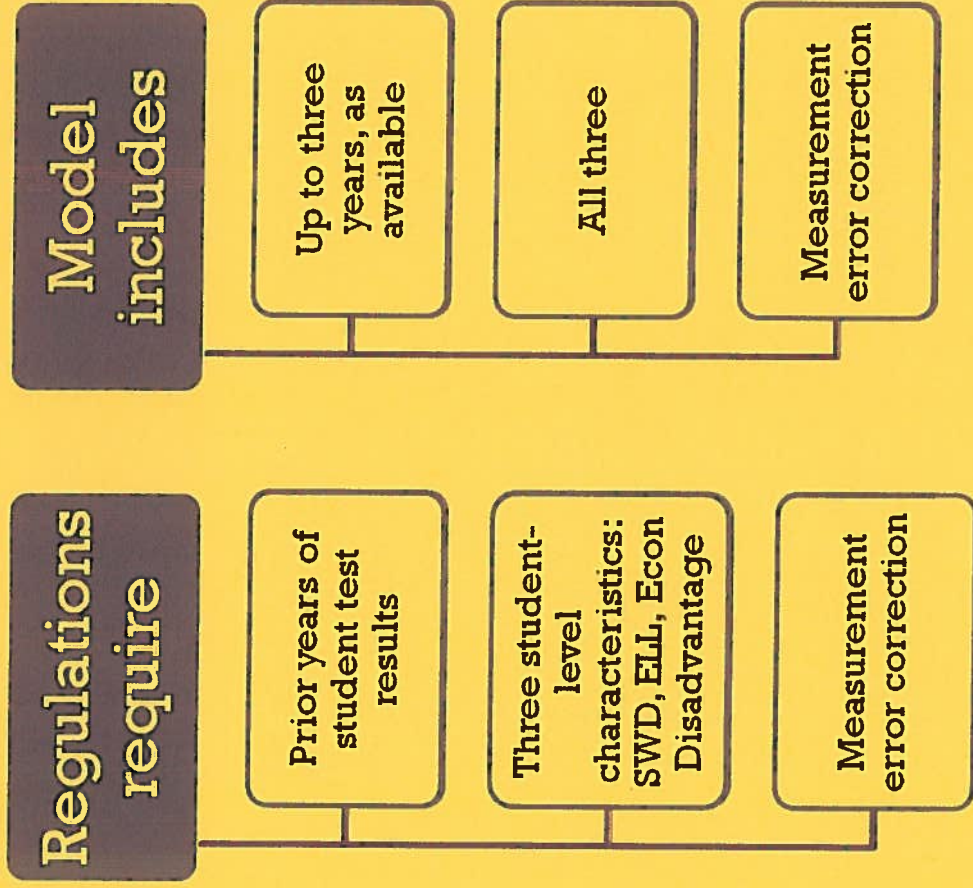 Regulations
require
Prior years of
student test
results
Three student-
level
characteristics:
SWD, ELL, Econ
Disadvantage
Measurement
error correction
Model
includes
Up to three
years, as
available
All three
Measurement
error correction